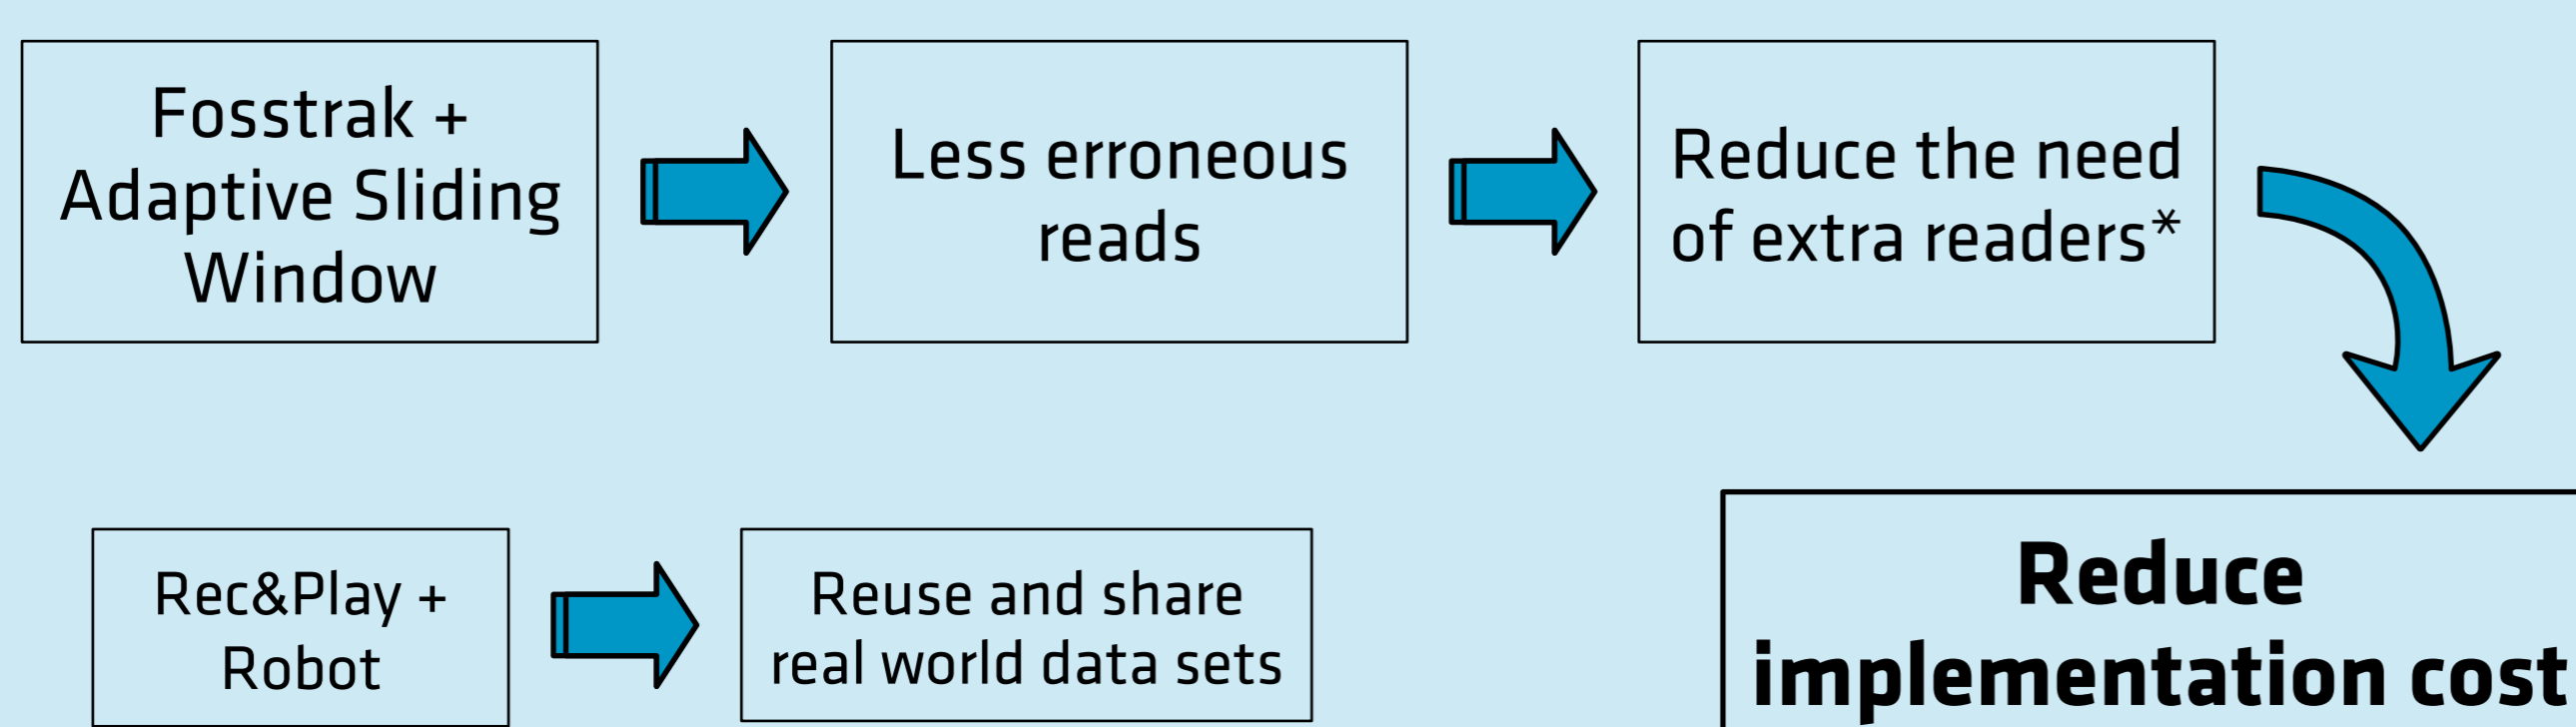 Fosstrak +
Adaptive Sliding
Window
Less erroneous
reads
Reduce the need
of extra readers*
Rec&Play +
Robot
Reuse and share
real world data sets
Reduce
implementation cost